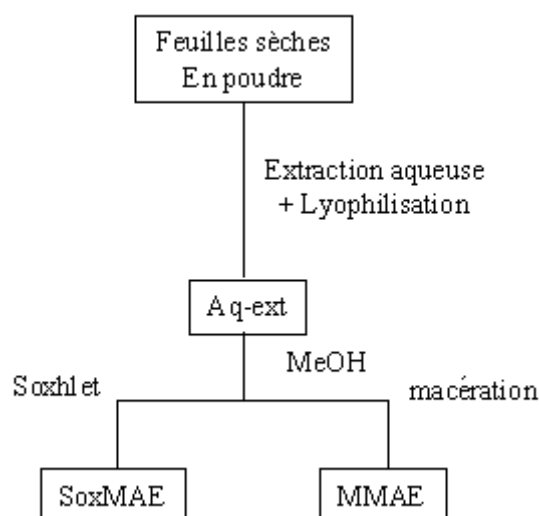 Feuilles sèches
En poudre
Extraction aqueuse
+ Lyophilisation
Aq-ext
MeOH
Soxhlet
macération
SoxMAE
MMAE